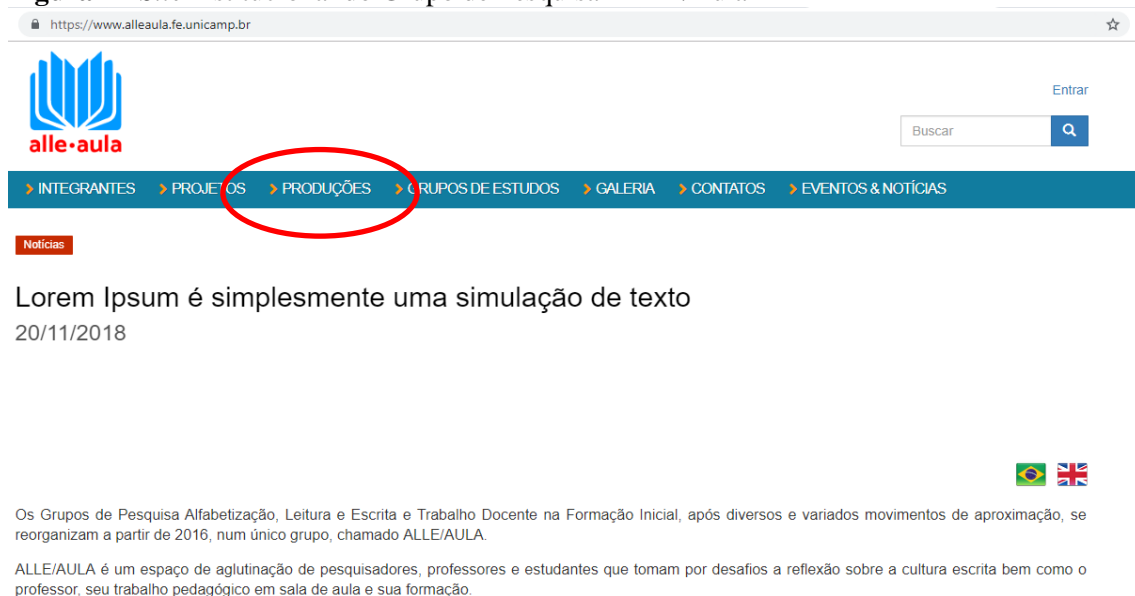 https://www.alleaula.fe.unicamp.br
alle·aula
Entrar
Buscar
> INTEGRANTES > PROJETOS > PRODUÇÕES > GRUPOS DE ESTUDOS > GALERIA > CONTATOS > EVENTOS & NOTÍCIAS
Notícias
Lorem Ipsum é simplesmente uma simulação de texto
20/11/2018
Os Grupos de Pesquisa Alfabetização, Leitura e Escrita e Trabalho Docente na Formação Inicial, após diversos e variados movimentos de aproximação, se
reorganizam a partir de 2016, num único grupo, chamado ALLE/AULA.
ALLE/AULA é um espaço de aglutinação de pesquisadores, professores e estudantes que tomam por desafios a reflexão sobre a cultura escrita bem como o
professor, seu trabalho pedagógico em sala de aula e sua formação.